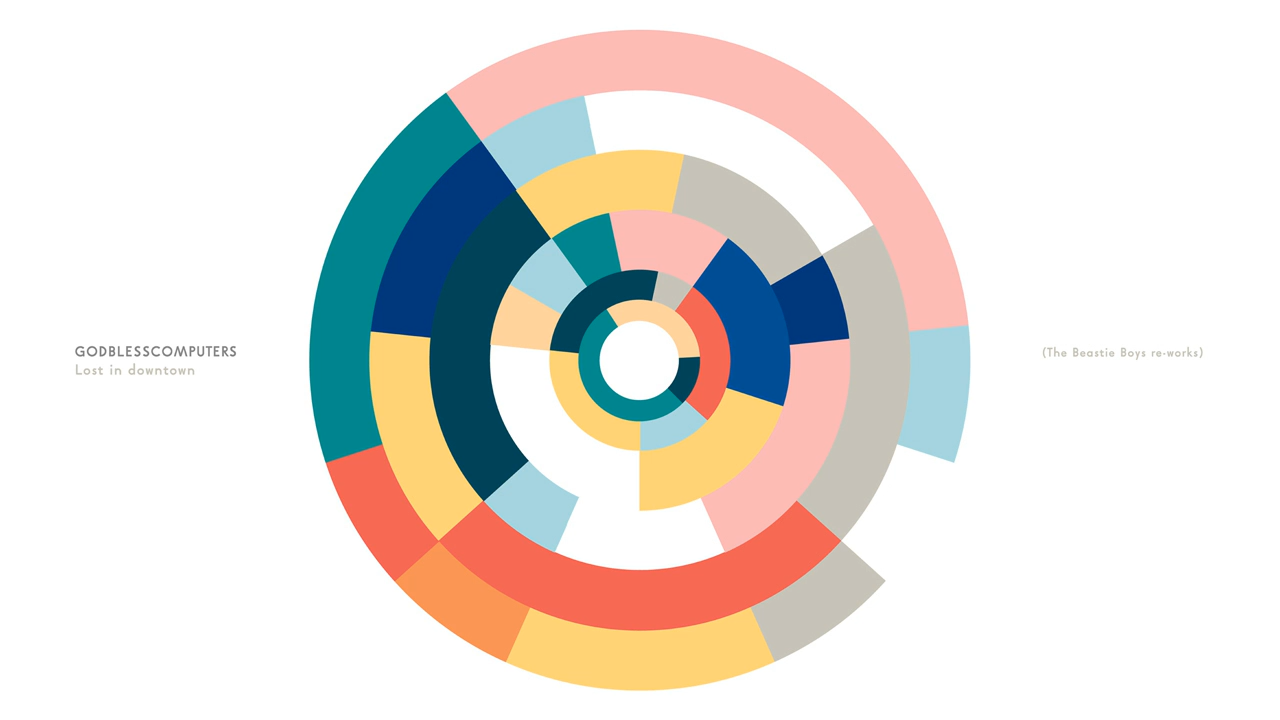 GODBLESSCOMPUTERS
Lost in downtown
(The Beastie Boys re-works)